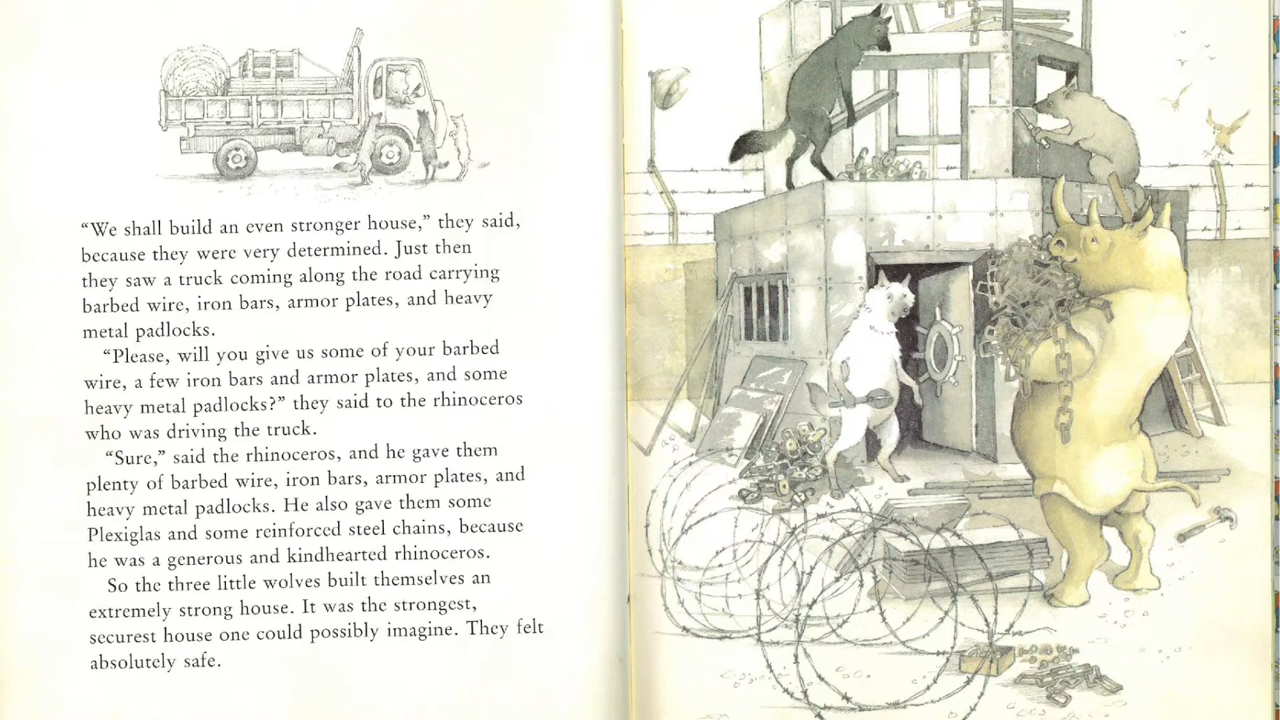 “We shall build an even stronger house,” they said,
because they were very determined. Just then
they saw a truck coming along the road carrying
barbed wire, iron bars, armor plates, and heavy
metal padlocks.
“Please, will you give us some of your barbed
wire, a few iron bars and armor plates, and some
heavy metal padlocks?” they said to the rhinoceros
who was driving the truck.
“Sure,” said the rhinoceros, and he gave them
plenty of barbed wire, iron bars, armor plates, and
heavy metal padlocks. He also gave them some
Plexiglas and some reinforced steel chains, because
he was a generous and kindhearted rhinoceros.
So the three little wolves built themselves an
extremely strong house. It was the strongest,
securest house one could possibly imagine. They felt
absolutely safe.